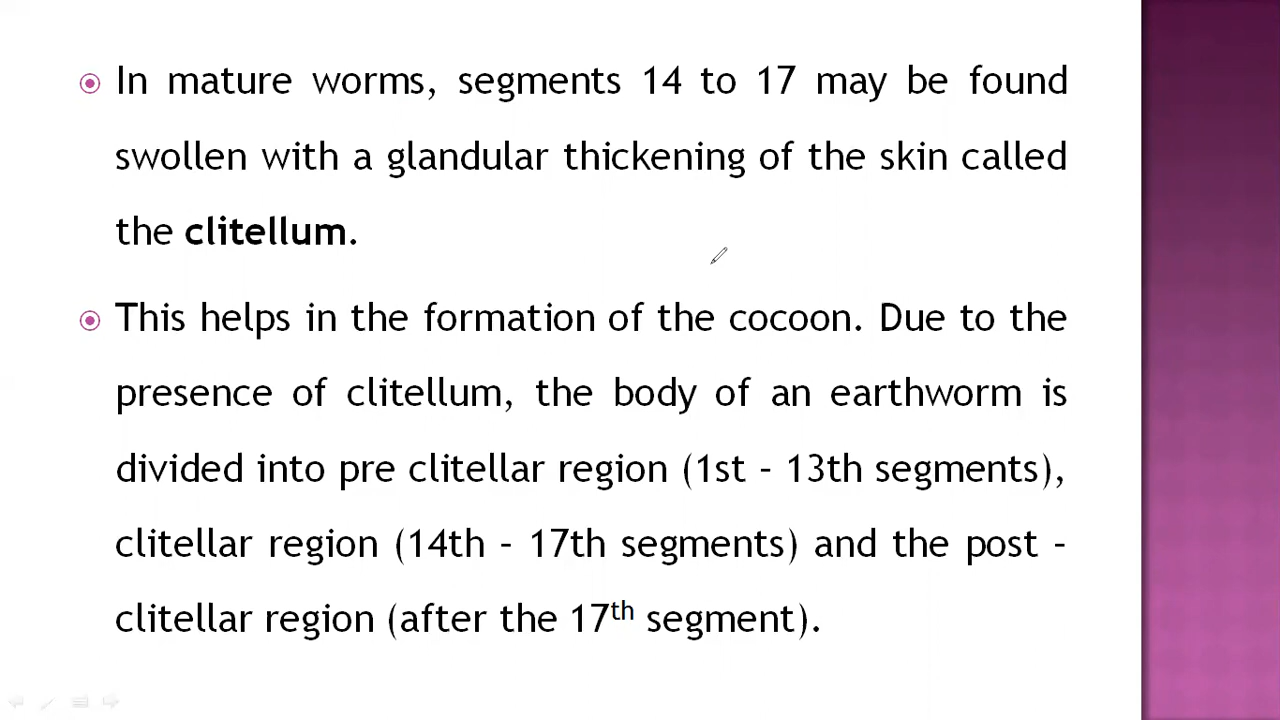 In mature worms, segments 14 to 17 may be found
swollen with a glandular thickening of the skin called
the clitellum.
This helps in the formation of the cocoon. Due to the
presence of clitellum, the body of an earthworm is
divided into pre clitellar region (1st – 13th segments),
clitellar region (14th – 17th segments) and the post –
clitellar region (after the 17th segment).